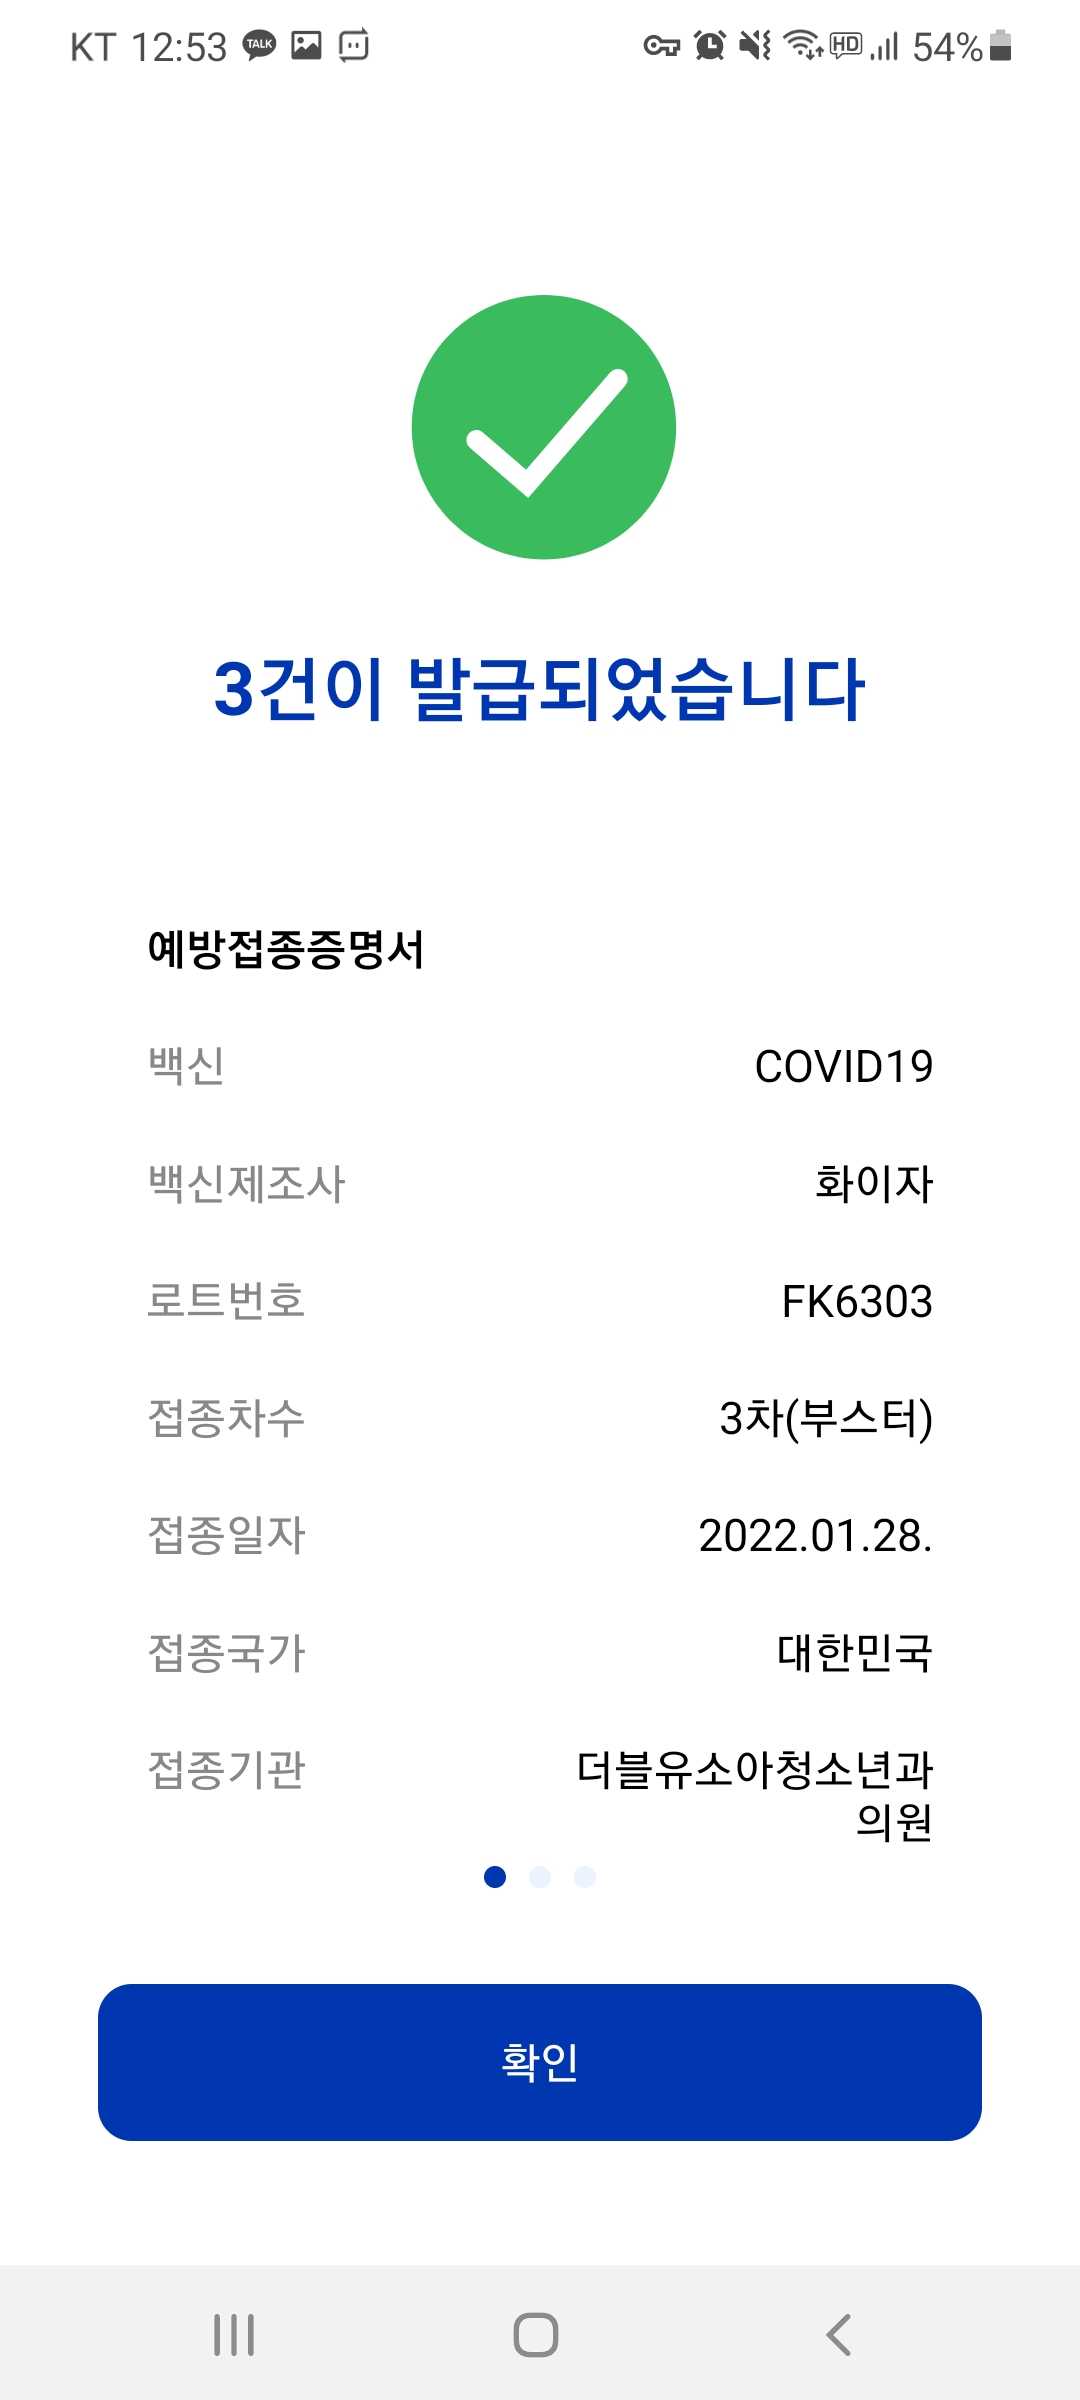 KT 12:53 TALK HD 54%
3건이 발급되었습니다
예방접종증명서
백신 COVID19
백신제조사 화이자
로트번호 FK6303
접종차수 3차(부스터)
접종일자 2022.01.28.
접종국가 대한민국
접종기관 더블유소아청소년과
의원
확인